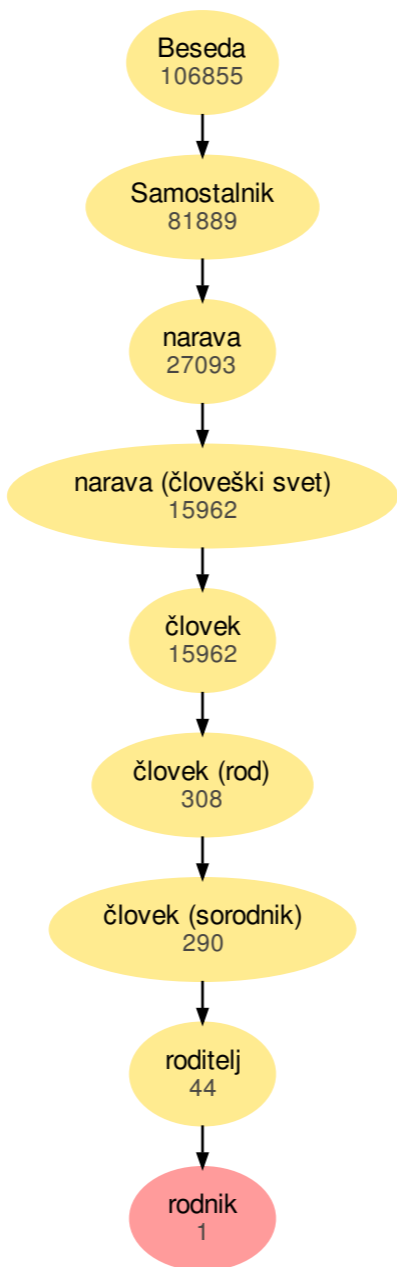 Beseda
106855
Samostalnik
81889
narava
27093
narava (človeški svet)
15962
človek
15962
človek (rod)
308
človek (sorodnik)
290
roditelj
44
rodnik
1